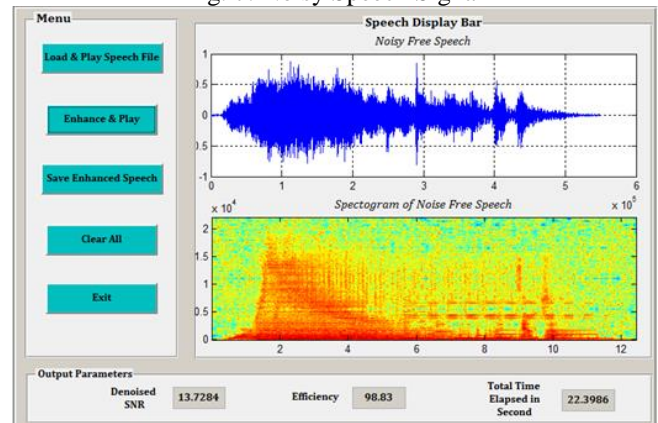 Menu
Load & Play Speech File
Enhance & Play
Save Enhanced Speech
Clear All
Exit
Speech Display Bar
Noisy Free Speech
1
0.5
0
0.5
-1
0 1 2 3 4 5 6
x 10^5
Spectogram of Noise Free Speech
x 10^4
2
1.5
1
0.5
0
2 4 6 8 10 12
Output Parameters
Denoised SNR 13.7284
Efficiency 98.83
Total Time Elapsed in Second 22.3986